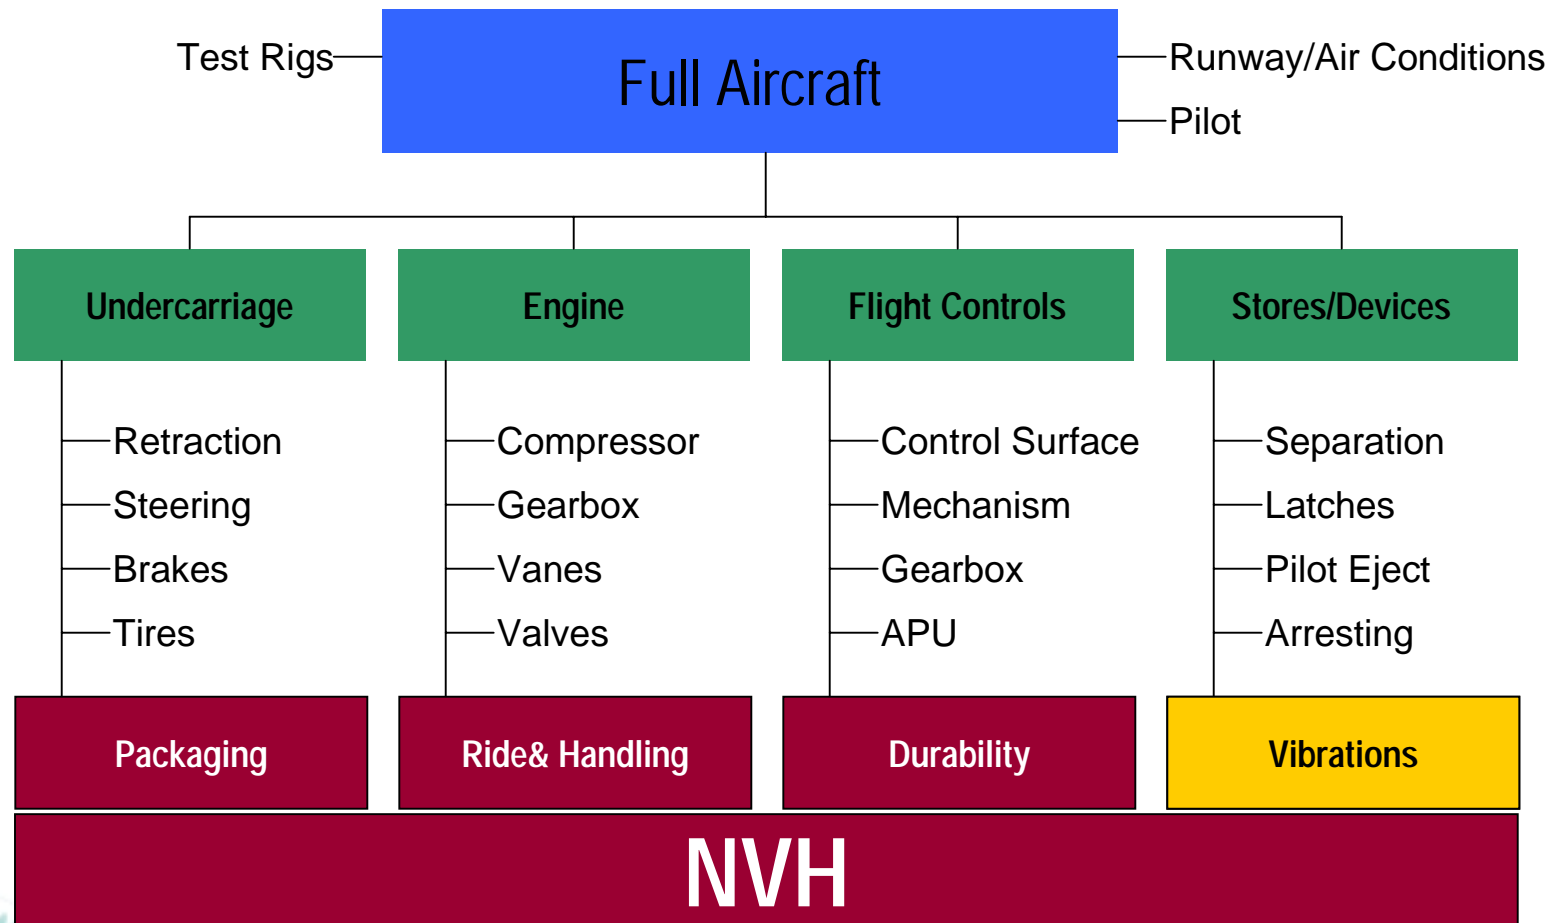 Test Rigs
Full Aircraft
Runway/Air Conditions
Pilot
Undercarriage
Engine
Flight Controls
Stores/Devices
Retraction
Steering
Brakes
Tires
Compressor
Gearbox
Vanes
Valves
Control Surface
Mechanism
Gearbox
APU
Separation
Latches
Pilot Eject
Arresting
Packaging
Ride& Handling
Durability
Vibrations
NVH